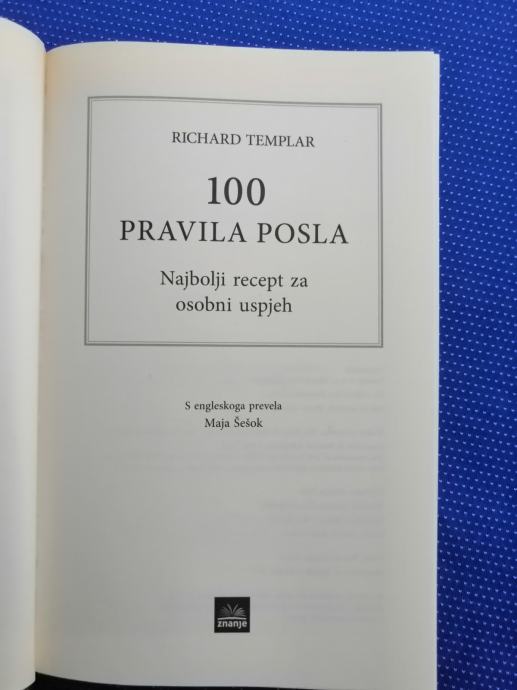 RICHARD TEMPLAR
100
PRAVILA POSLA
Najbolji recept za
osobni uspjeh
S engleskoga prevela
Maja Šešok
znanje